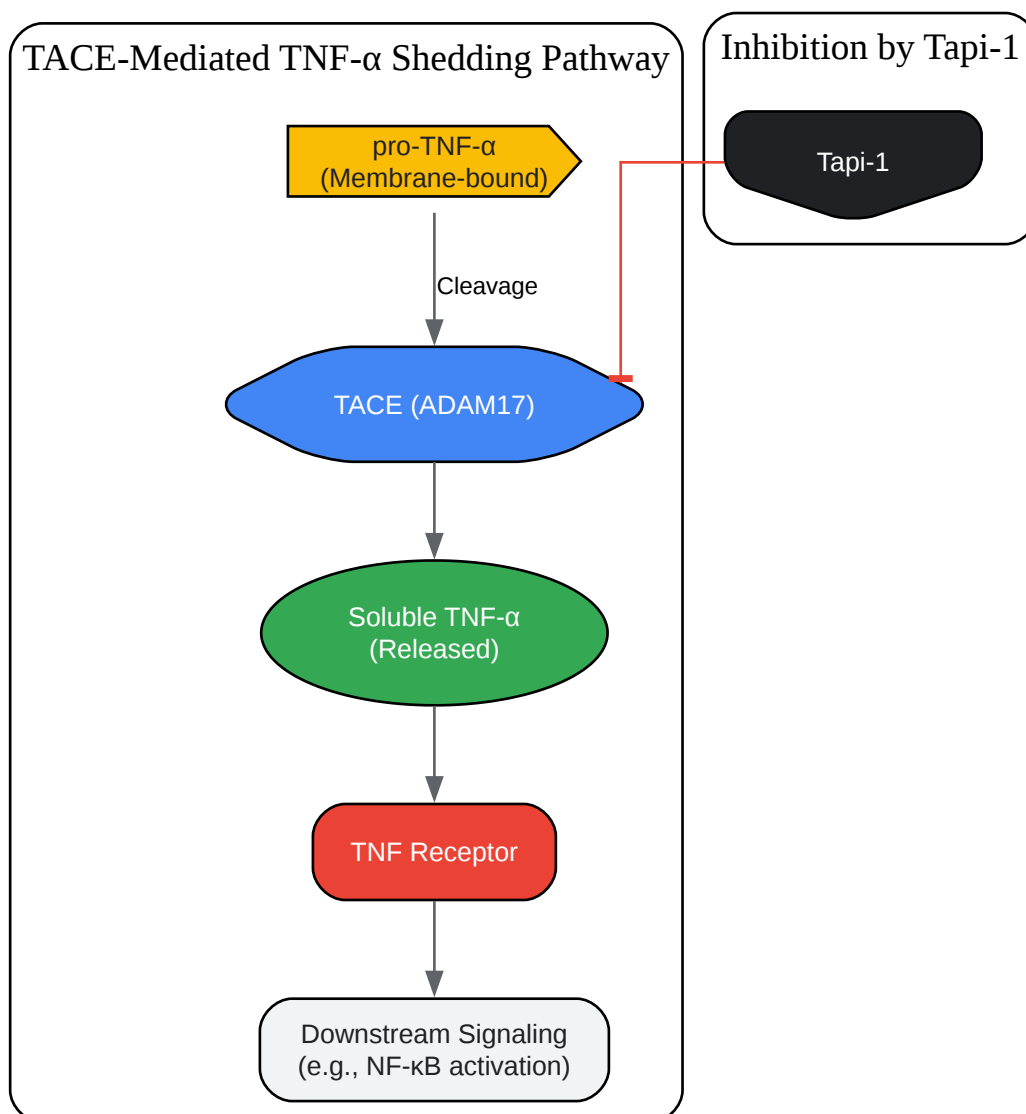 TACE-Mediated TNF-α Shedding Pathway
Inhibition by Tapi-1
pro-TNF-α
(Membrane-bound)
Tapi-1
Cleavage
TACE (ADAM17)
Soluble TNF-α
(Released)
TNF Receptor
Downstream Signaling
(e.g., NF-κB activation)